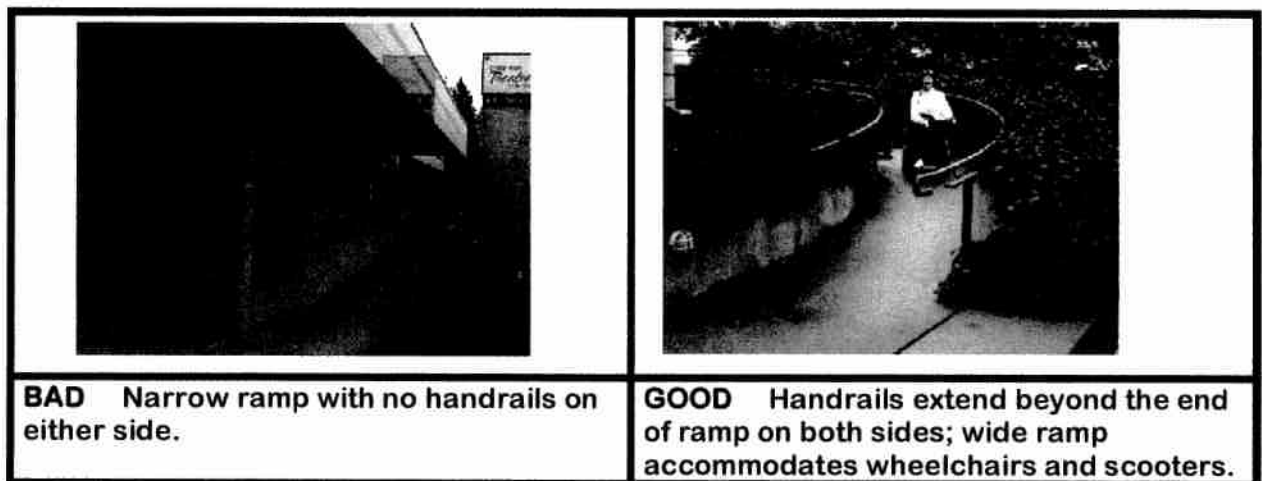 Theatre
BAD Narrow ramp with no handrails on
either side.
GOOD Handrails extend beyond the end
of ramp on both sides; wide ramp
accommodates wheelchairs and scooters.